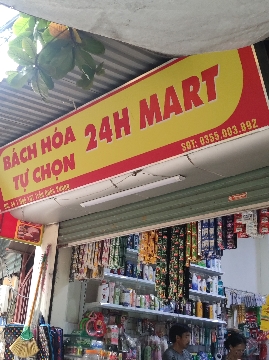 BÁCH HÓA
TỰ CHỌN
24H MART
SĐT: 0355.003.892